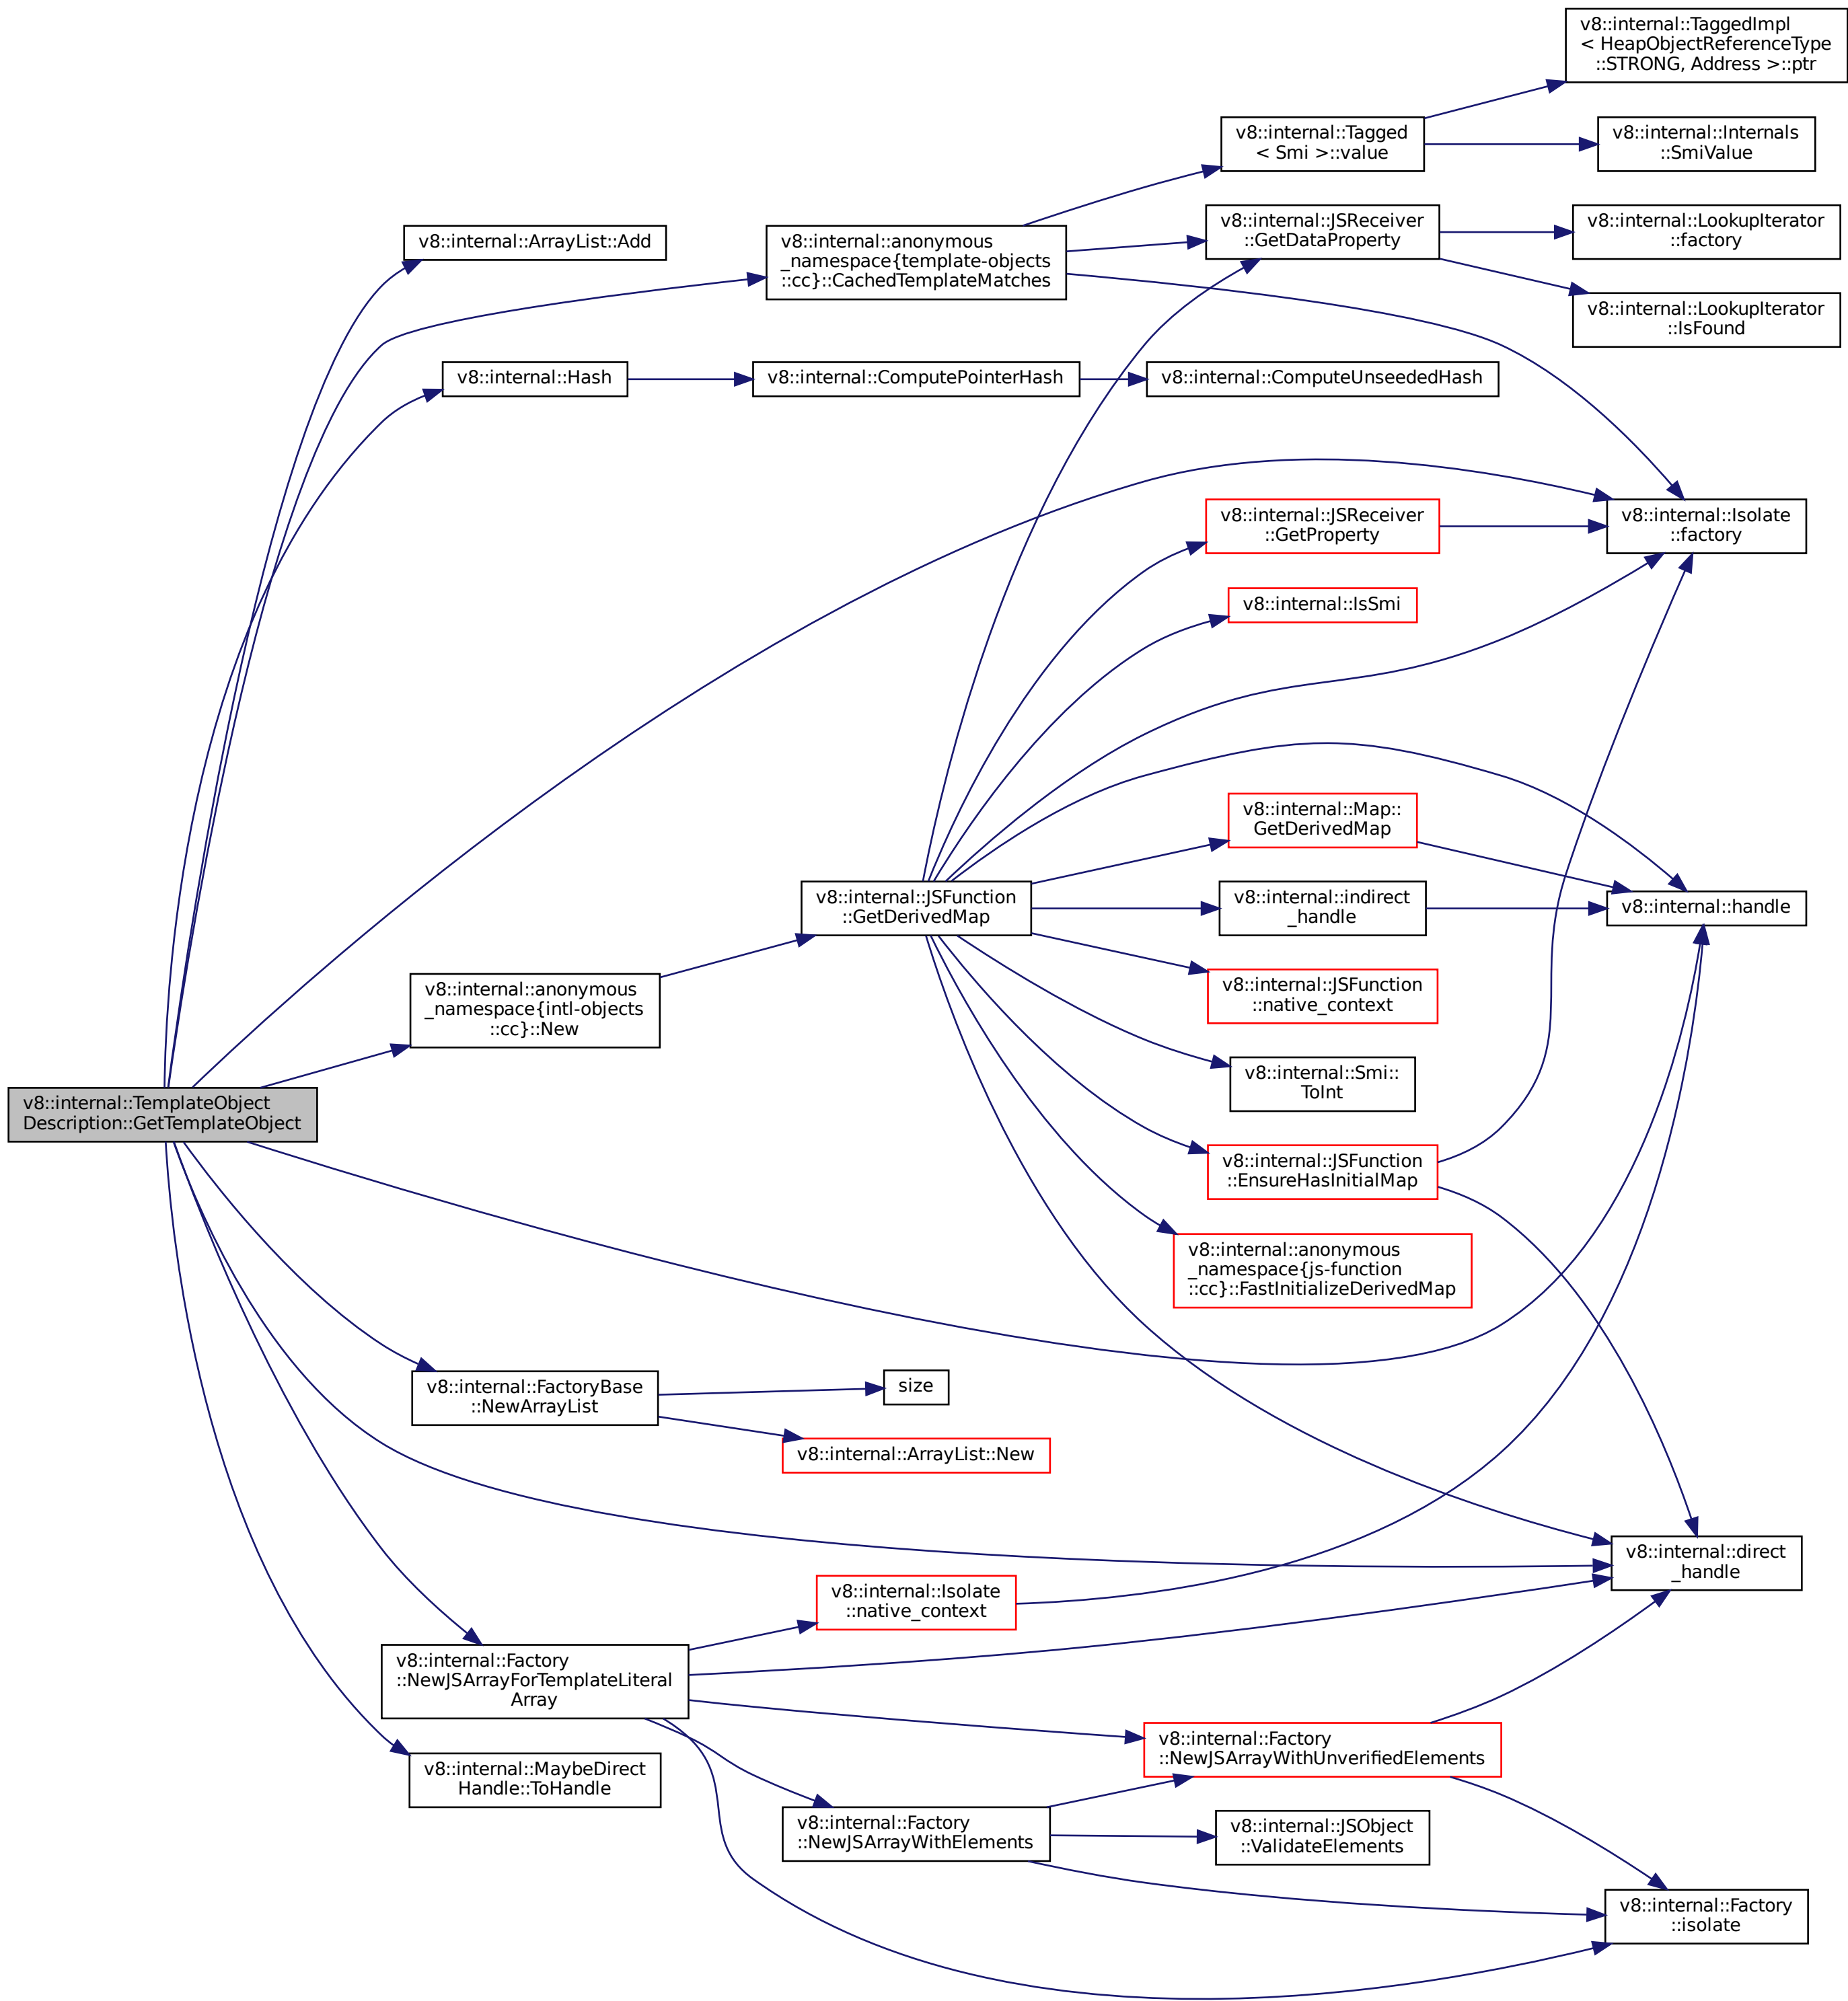 v8::internal::TaggedImpl
< HeapObjectReferenceType
::STRONG, Address >::ptr
v8::internal::Tagged
< Smi >::value
v8::internal::Internals
::SmiValue
v8::internal::ArrayList::Add
v8::internal::anonymous
_namespace{template-objects
::cc}::CachedTemplateMatches
v8::internal::JSReceiver
::GetDataProperty
v8::internal::LookupIterator
::factory
v8::internal::LookupIterator
::IsFound
v8::internal::Hash
v8::internal::ComputePointerHash
v8::internal::ComputeUnseededHash
v8::internal::JSReceiver
::GetProperty
v8::internal::Isolate
::factory
v8::internal::IsSmi
v8::internal::Map::
GetDerivedMap
v8::internal::JSFunction
::GetDerivedMap
v8::internal::indirect
_handle
v8::internal::handle
v8::internal::anonymous
_namespace{intl-objects
::cc}::New
v8::internal::JSFunction
::native_context
v8::internal::Smi::
ToInt
v8::internal::TemplateObject
Description::GetTemplateObject
v8::internal::JSFunction
::EnsureHasInitialMap
v8::internal::anonymous
_namespace{js-function
::cc}::FastInitializeDerivedMap
v8::internal::FactoryBase
::NewArrayList
size
v8::internal::ArrayList::New
v8::internal::direct
_handle
v8::internal::Isolate
::native_context
v8::internal::Factory
::NewJSArrayForTemplateLiteral
Array
v8::internal::Factory
::NewJSArrayWithUnverifiedElements
v8::internal::MaybeDirect
Handle::ToHandle
v8::internal::Factory
::NewJSArrayWithElements
v8::internal::JSObject
::ValidateElements
v8::internal::Factory
::isolate